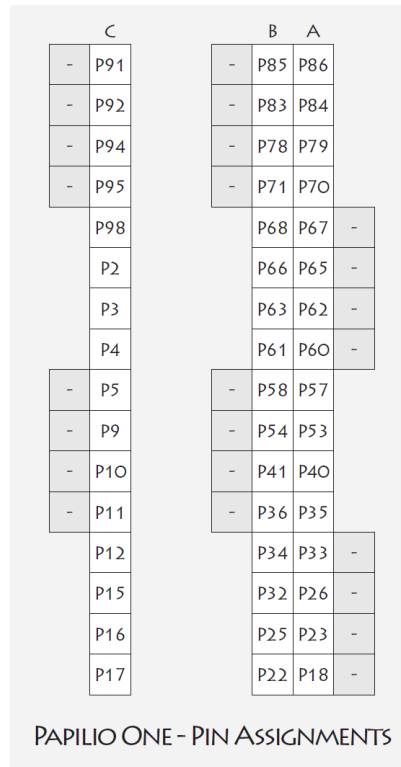 C B A
- P91 - P85 P86
- P92 - P83 P84
- P94 - P78 P79
- P95 - P71 P70
P98 P68 P67 -
P2 P66 P65 -
P3 P63 P62 -
P4 P61 P60 -
- P5 - P58 P57
- P9 - P54 P53
- P10 - P41 P40
- P11 - P36 P35
P12 P34 P33 -
P15 P32 P26 -
P16 P25 P23 -
P17 P22 P18 -
Papilio One - Pin Assignments